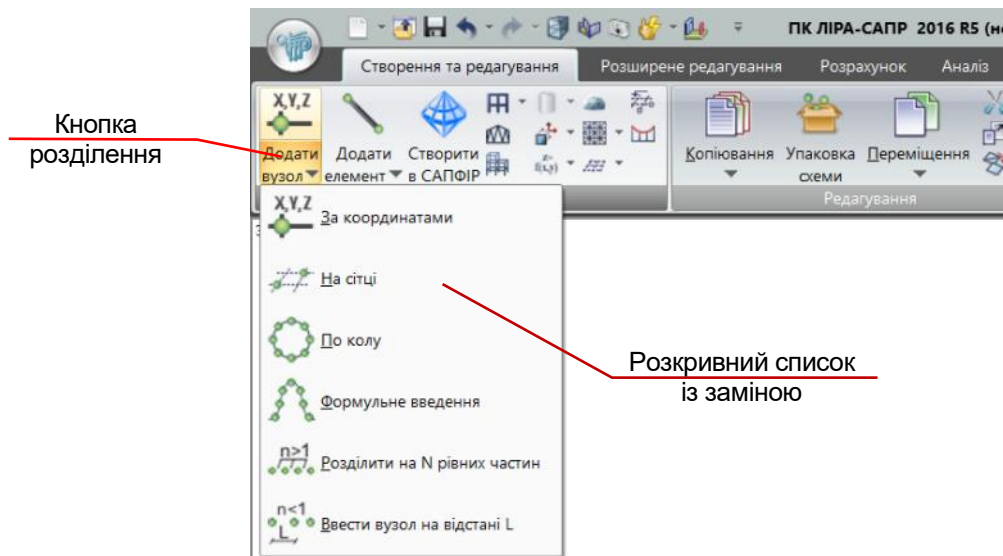 ПК ЛІРА-САПР 2016 R5
Створення та редагування Розширене редагування Розрахунок Аналіз
X,Y,Z
Додати вузол
Додати елемент
Створити в САПФІР
Копіювання
Упаковка схеми
Переміщення
Редагування
Кнопка
розділення
X,Y,Z
За координатами
На сітці
По колу
Формульне введення
n>1
Розділити на N рівних частин
n<1
L
Ввести вузол на відстані L
Розкривний список
із заміною